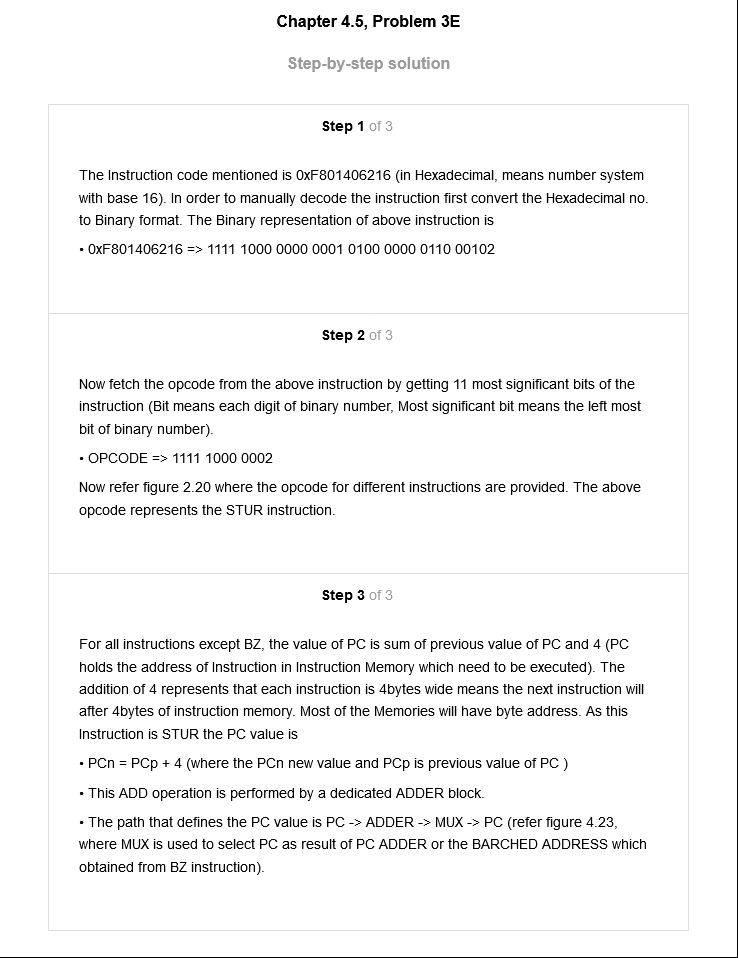 Chapter 4.5, Problem 3E
Step-by-step solution
Step 1 of 3
The Instruction code mentioned is 0xF801406216 (in Hexadecimal, means number system
with base 16). In order to manually decode the instruction first convert the Hexadecimal no.
to Binary format. The Binary representation of above instruction is
• 0xF801406216 => 1111 1000 0000 0001 0100 0000 0110 00102
Step 2 of 3
Now fetch the opcode from the above instruction by getting 11 most significant bits of the
instruction (Bit means each digit of binary number, Most significant bit means the left most
bit of binary number).
• OPCODE => 1111 1000 0002
Now refer figure 2.20 where the opcode for different instructions are provided. The above
opcode represents the STUR instruction.
Step 3 of 3
For all instructions except BZ, the value of PC is sum of previous value of PC and 4 (PC
holds the address of Instruction in Instruction Memory which need to be executed). The
addition of 4 represents that each instruction is 4bytes wide means the next instruction will
after 4bytes of instruction memory. Most of the Memories will have byte address. As this
Instruction is STUR the PC value is
• PCn = PCp + 4 (where the PCn new value and PCp is previous value of PC )
• This ADD operation is performed by a dedicated ADDER block.
• The path that defines the PC value is PC -> ADDER -> MUX -> PC (refer figure 4.23,
where MUX is used to select PC as result of PC ADDER or the BARCHED ADDRESS which
obtained from BZ instruction).